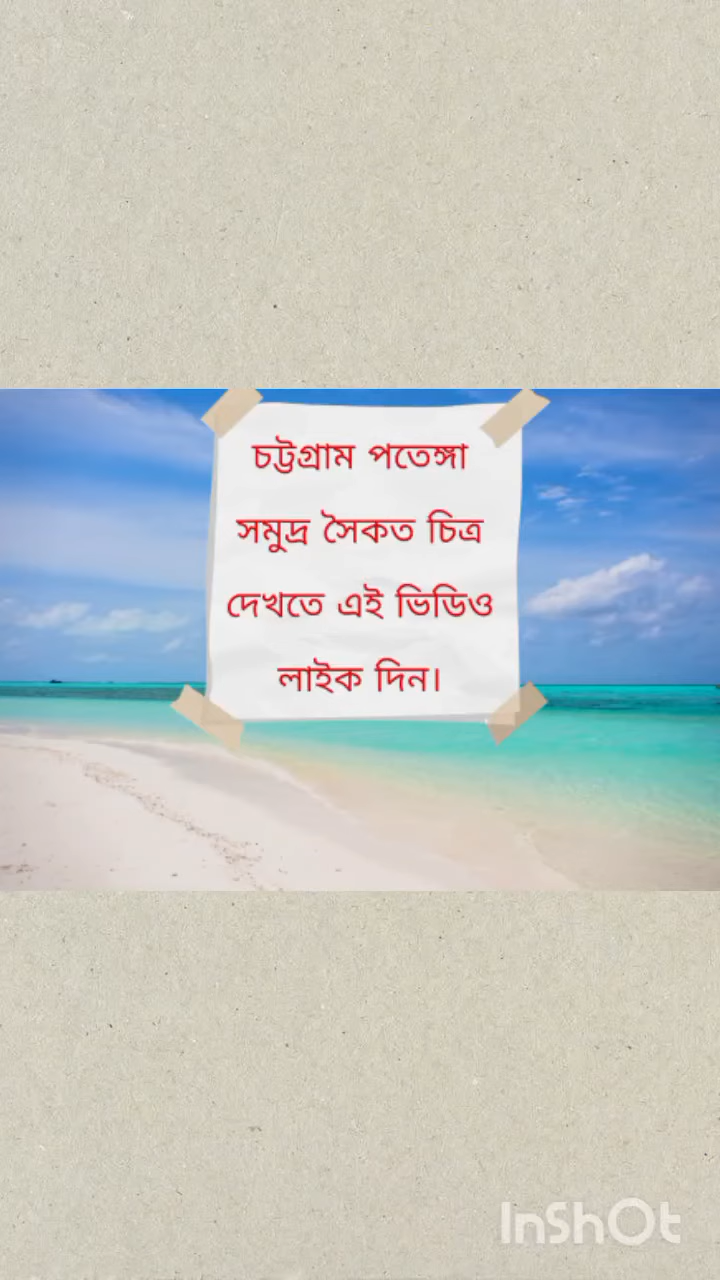 চট্টগ্রাম পতেঙ্গা
সমুদ্র সৈকত চিত্র
দেখতে এই ভিডিও
লাইক দিন।
InShOt